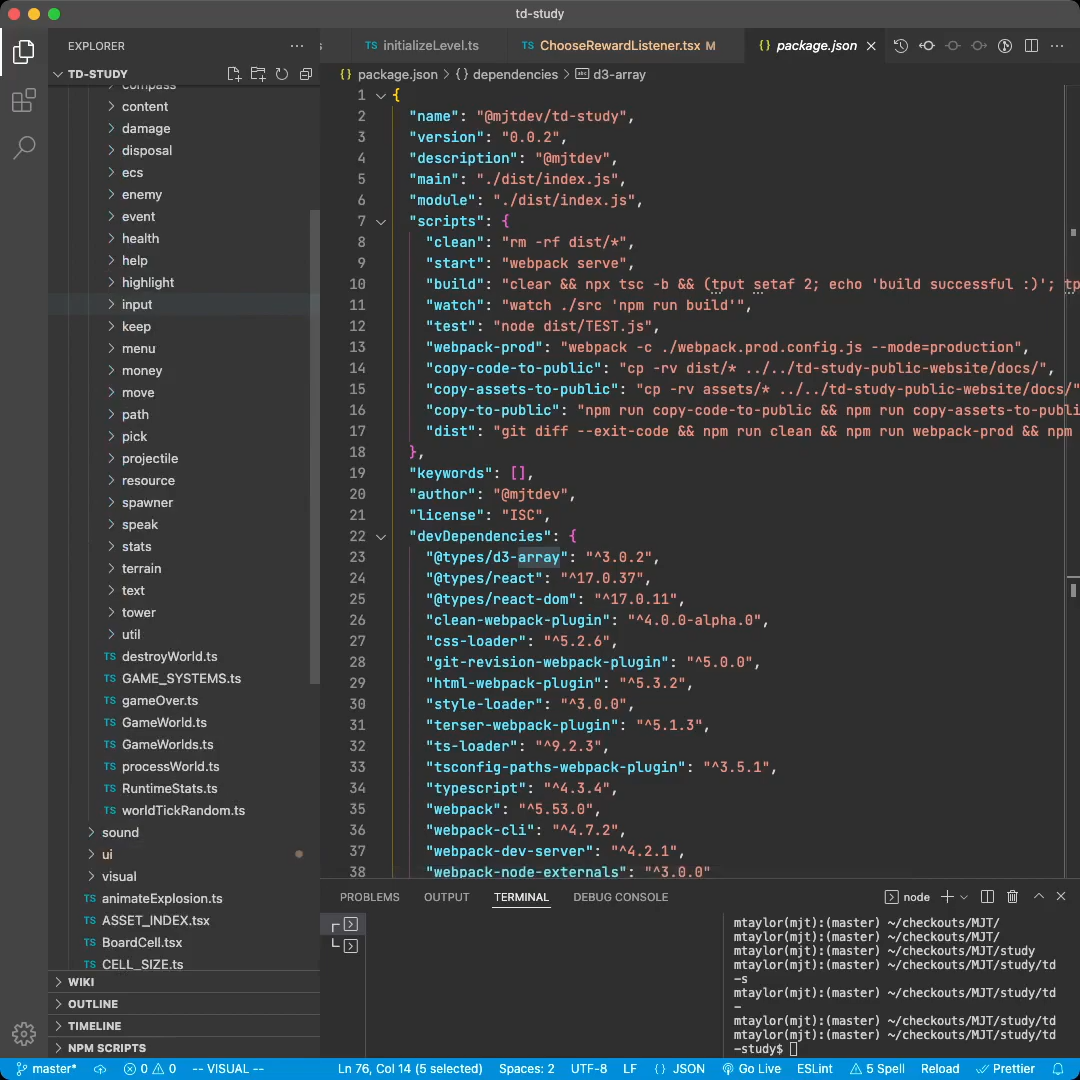 td-study
EXPLORER
TS initializeLevel.ts
TS ChooseRewardListener.tsx M
{} package.json
TD-STUDY
{} package.json > {} dependencies > abc d3-array
compass
content
damage
disposal
ecs
enemy
event
health
help
highlight
input
keep
menu
money
move
path
pick
projectile
resource
spawner
speak
stats
terrain
text
tower
util
TS destroyWorld.ts
TS GAME_SYSTEMS.ts
TS gameOver.ts
TS GameWorld.ts
TS GameWorlds.ts
TS processWorld.ts
TS RuntimeStats.ts
TS worldTickRandom.ts
sound
ui
visual
TS animateExplosion.ts
TS ASSET_INDEX.tsx
TS BoardCell.tsx
TS CELL_SIZE.ts
WIKI
OUTLINE
TIMELINE
NPM SCRIPTS
1 {
2 "name": "@mjtdev/td-study",
3 "version": "0.0.2",
4 "description": "@mjtdev",
5 "main": "./dist/index.js",
6 "module": "./dist/index.js",
7 "scripts": {
8 "clean": "rm -rf dist/*",
9 "start": "webpack serve",
10 "build": "clear && npx tsc -b && (tput setaf 2; echo 'build successful :)'; tp
11 "watch": "watch ./src 'npm run build'",
12 "test": "node dist/TEST.js",
13 "webpack-prod": "webpack -c ./webpack.prod.config.js --mode=production",
14 "copy-code-to-public": "cp -rv dist/* ../../td-study-public-website/docs/",
15 "copy-assets-to-public": "cp -rv assets/* ../../td-study-public-website/docs/"
16 "copy-to-public": "npm run copy-code-to-public && npm run copy-assets-to-publi
17 "dist": "git diff --exit-code && npm run clean && npm run webpack-prod && npm
18 },
19 "keywords": [],
20 "author": "@mjtdev",
21 "license": "ISC",
22 "devDependencies": {
23 "@types/d3-array": "^3.0.2",
24 "@types/react": "^17.0.37",
25 "@types/react-dom": "^17.0.11",
26 "clean-webpack-plugin": "^4.0.0-alpha.0",
27 "css-loader": "^5.2.6",
28 "git-revision-webpack-plugin": "^5.0.0",
29 "html-webpack-plugin": "^5.3.2",
30 "style-loader": "^3.0.0",
31 "terser-webpack-plugin": "^5.1.3",
32 "ts-loader": "^9.2.3",
33 "tsconfig-paths-webpack-plugin": "^3.5.1",
34 "typescript": "^4.3.4",
35 "webpack": "^5.53.0",
36 "webpack-cli": "^4.7.2",
37 "webpack-dev-server": "^4.2.1",
38 "webpack-node-externals": "^3.0.0"
PROBLEMS OUTPUT TERMINAL DEBUG CONSOLE node
mtaylor(mjt):(master) ~/checkouts/MJT/
mtaylor(mjt):(master) ~/checkouts/MJT/
mtaylor(mjt):(master) ~/checkouts/MJT/study
mtaylor(mjt):(master) ~/checkouts/MJT/study/td
-s
mtaylor(mjt):(master) ~/checkouts/MJT/study/td
-
mtaylor(mjt):(master) ~/checkouts/MJT/study/td
mtaylor(mjt):(master) ~/checkouts/MJT/study/td
-study$
master* 0 0 -- VISUAL -- Ln 76, Col 14 (5 selected) Spaces: 2 UTF-8 LF {} JSON Go Live ESLint 5 Spell Reload Prettier